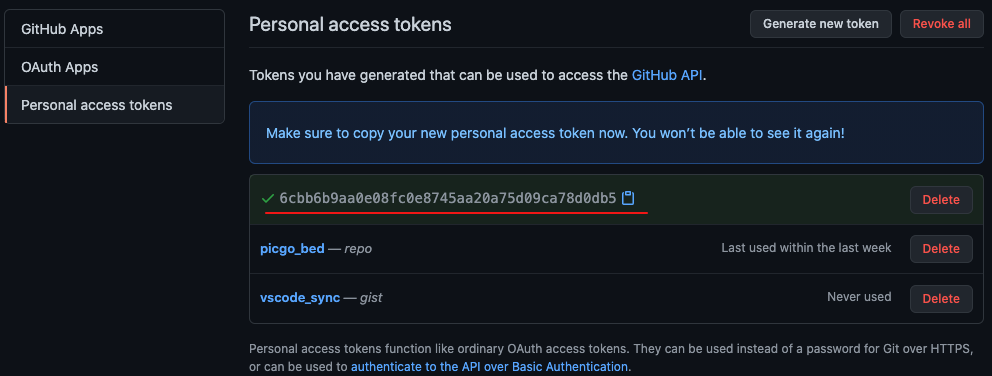 GitHub Apps
OAuth Apps
Personal access tokens
Personal access tokens
Generate new token
Revoke all
Tokens you have generated that can be used to access the GitHub API.
Make sure to copy your new personal access token now. You won't be able to see it again!
6cbb6b9aa0e08fc0e8745aa20a75d09ca78d0db5
Delete
picgo_bed — repo
Last used within the last week
Delete
vscode_sync — gist
Never used
Delete
Personal access tokens function like ordinary OAuth access tokens. They can be used instead of a password for Git over HTTPS,
or can be used to authenticate to the API over Basic Authentication.